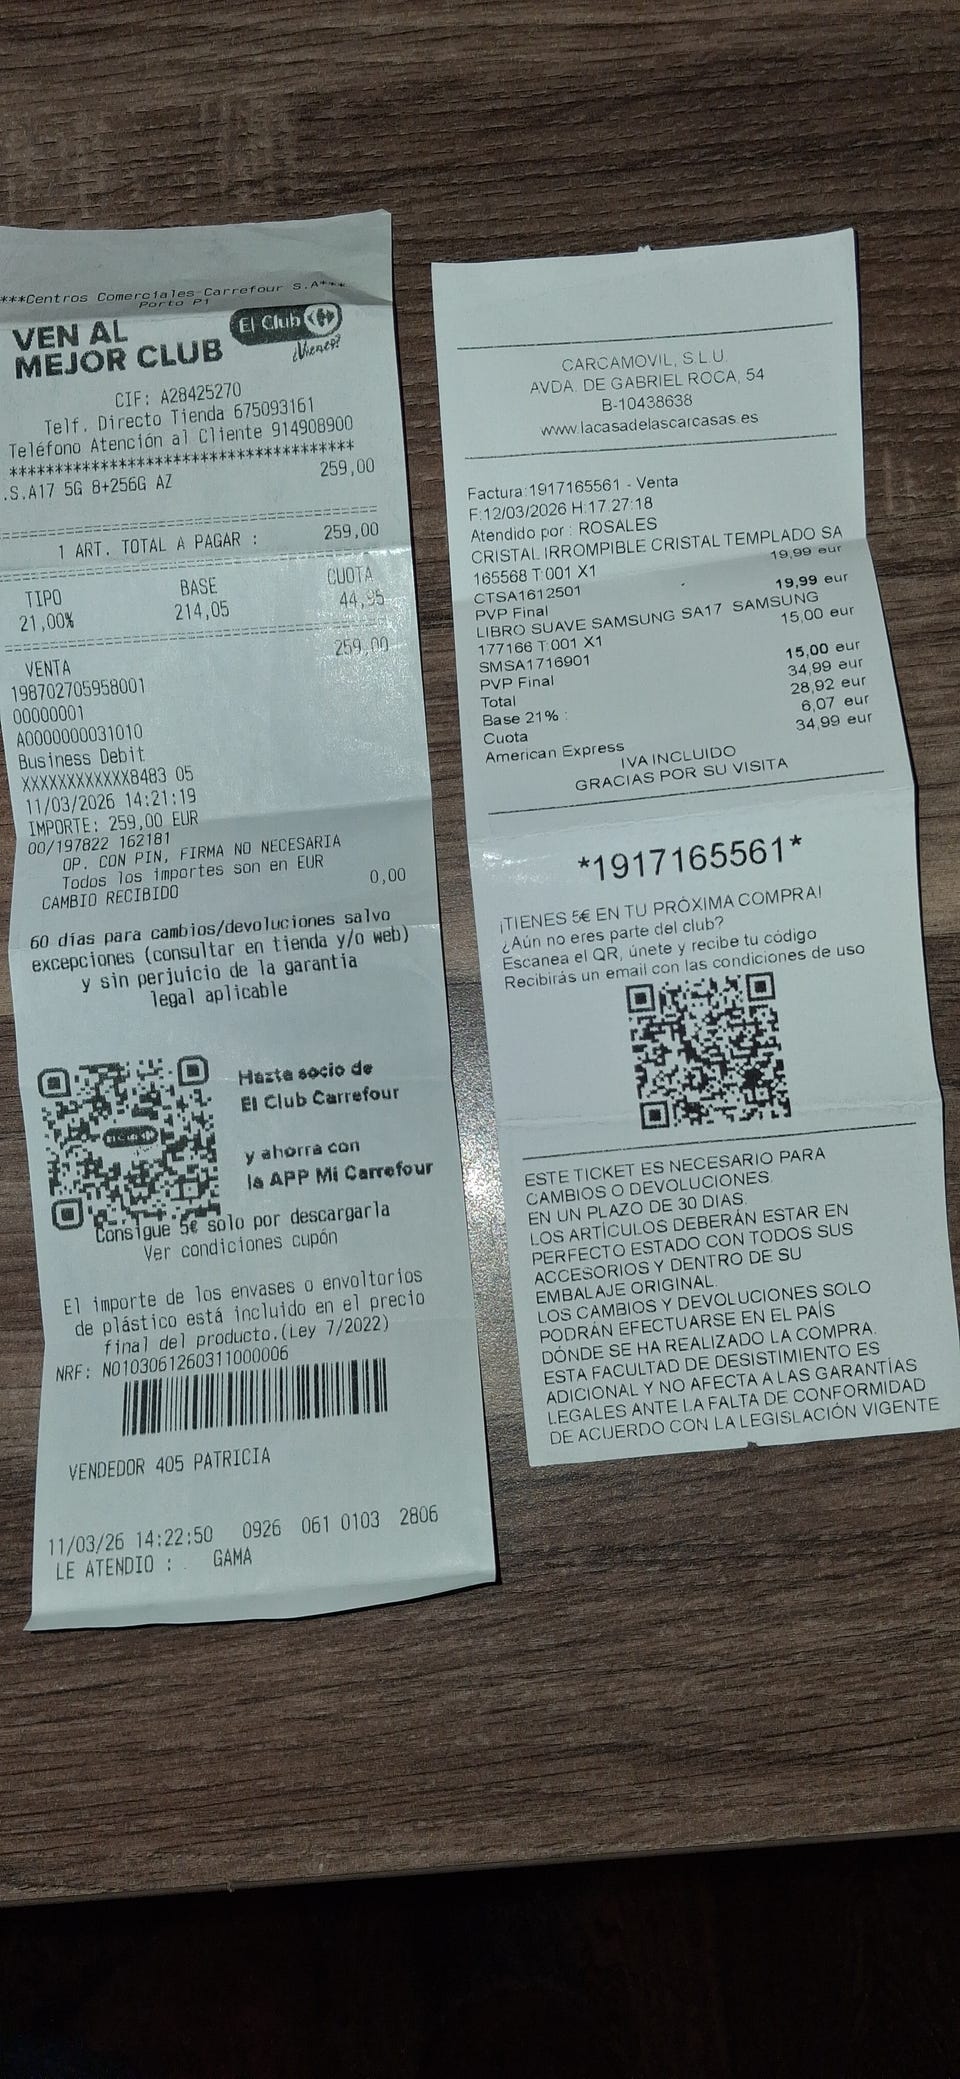 ***Centros Comerciales Carrefour S.A***
Porto Pi
VEN AL
MEJOR CLUB
El Club
¿Vienes?
CIF: A28425270
Telf. Directo Tienda 675093161
Teléfono Atención al Cliente 914908900
*************************************
.S.A17 5G 8+256G AZ 259,00
1 ART. TOTAL A PAGAR : 259,00
TIPO BASE CUOTA
21,00% 214,05 44,95
VENTA 259,00
198702705958001
00000001
A0000000031010
Business Debit
XXXXXXXXXXXX8483 05
11/03/2026 14:21:19
IMPORTE: 259,00 EUR
00/197822 162181
OP. CON PIN, FIRMA NO NECESARIA
Todos los importes son en EUR
CAMBIO RECIBIDO 0,00
60 días para cambios/devoluciones salvo
excepciones (consultar en tienda y/o web)
y sin perjuicio de la garantia
legal aplicable
Hazte socio de
El Club Carrefour
y ahorra con
la APP Mi Carrefour
Consigue 5€ solo por descargarla
Ver condiciones cupón
El importe de los envases o envoltorios
de plástico está incluido en el precio
final del producto.(Ley 7/2022)
NRF: N0103061260311000006
VENDEDOR 405 PATRICIA
11/03/26 14:22:50 0926 061 0103 2806
LE ATENDIO : . GAMA
CARCAMOVIL, S.L.U.
AVDA. DE GABRIEL ROCA, 54
B-10438638
www.lacasadelascarcasas.es
Factura:1917165561 - Venta
F:12/03/2026 H:17:27:18
Atendido por : ROSALES
CRISTAL IRROMPIBLE CRISTAL TEMPLADO SA
165568 T:001 X1 19,99 eur
CTSA1612501
PVP Final 19,99 eur
LIBRO SUAVE SAMSUNG SA17 SAMSUNG
177166 T:001 X1 15,00 eur
SMSA1716901
PVP Final 15,00 eur
Total 34,99 eur
Base 21% : 28,92 eur
Cuota 6,07 eur
American Express 34,99 eur
IVA INCLUIDO
GRACIAS POR SU VISITA
*1917165561*
¡TIENES 5€ EN TU PRÓXIMA COMPRA!
¿Aún no eres parte del club?
Escanea el QR, únete y recibe tu código
Recibirás un email con las condiciones de uso
ESTE TICKET ES NECESARIO PARA
CAMBIOS O DEVOLUCIONES.
EN UN PLAZO DE 30 DIAS.
LOS ARTÍCULOS DEBERÁN ESTAR EN
PERFECTO ESTADO CON TODOS SUS
ACCESORIOS Y DENTRO DE SU
EMBALAJE ORIGINAL.
LOS CAMBIOS Y DEVOLUCIONES SOLO
PODRÁN EFECTUARSE EN EL PAÍS
DÓNDE SE HA REALIZADO LA COMPRA.
ESTA FACULTAD DE DESISTIMIENTO ES
ADICIONAL Y NO AFECTA A LAS GARANTÍAS
LEGALES ANTE LA FALTA DE CONFORMIDAD
DE ACUERDO CON LA LEGISLACIÓN VIGENTE